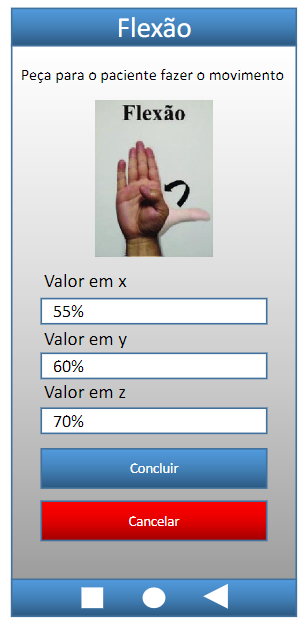 Flexão
Peça para o paciente fazer o movimento
Flexão
Valor em x
55%
Valor em y
60%
Valor em z
70%
Concluir
Cancelar